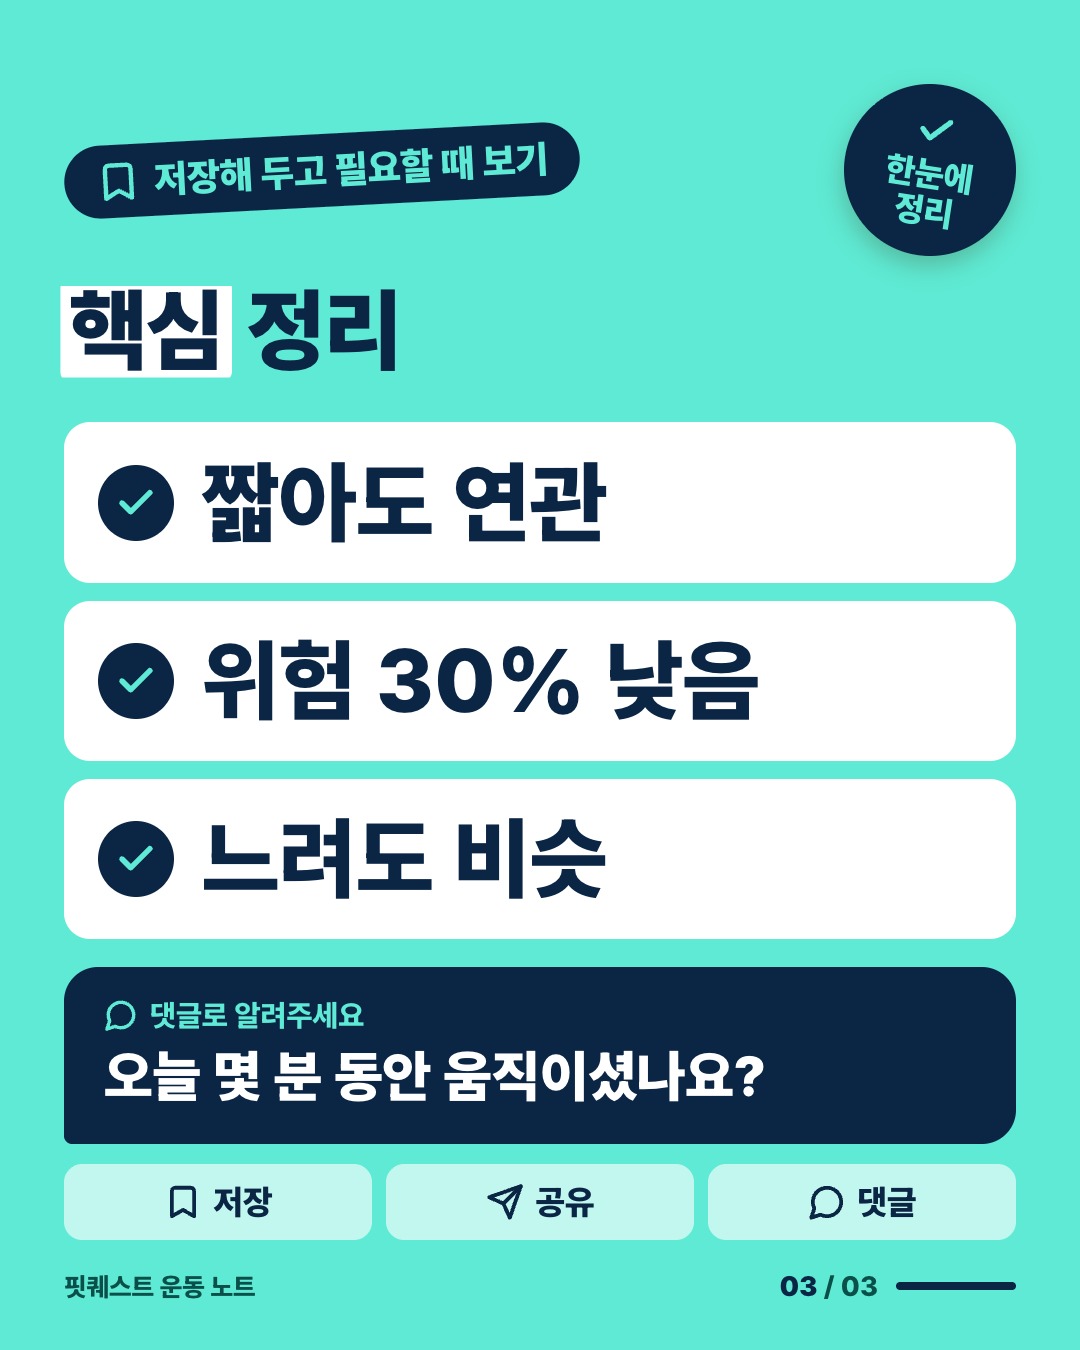 저장해 두고 필요할 때 보기
한눈에
정리
핵심 정리
짧아도 연관
위험 30% 낮음
느려도 비슷
댓글로 알려주세요
오늘 몇 분 동안 움직이셨나요?
저장
공유
댓글
핏퀘스트 운동 노트
03 / 03